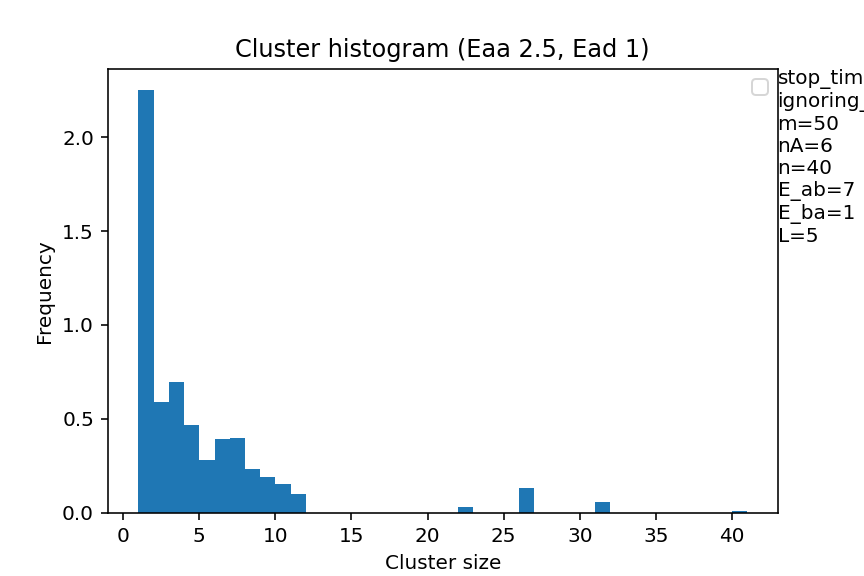 Cluster histogram (Eaa 2.5, Ead 1)
stop_tim
ignoring_
m=50
nA=6
n=40
E_ab=7
E_ba=1
L=5
2.0
1.5
1.0
0.5
0.0
Frequency
0 5 10 15 20 25 30 35 40
Cluster size